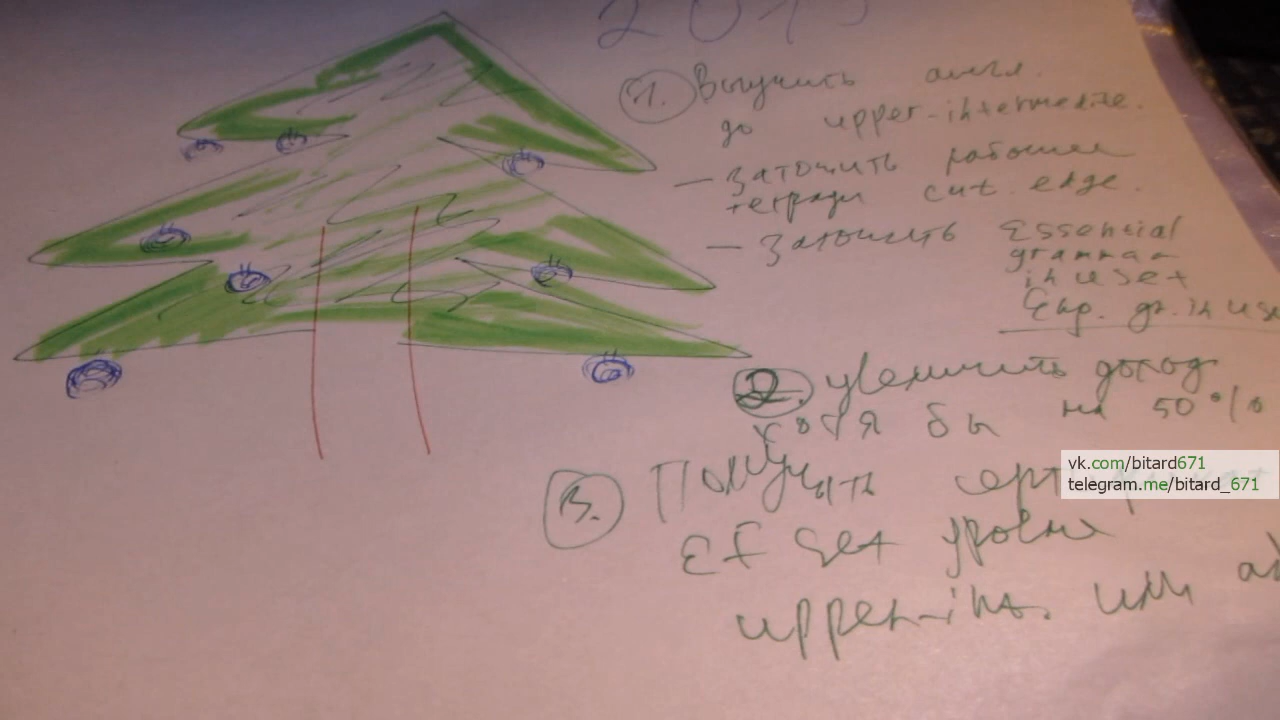 2019
1. Выучить англ.
до upper-intermediate.
— Заточить рабочие
тетради cut. edge.
— Заточить Essential
grammar
in use +
Eng. gr. in use
2. увеличить доход
хотя бы на 50%
3. Получить
EF Set уровня
upper-int. или
vk.com/bitard671
telegram.me/bitard_671